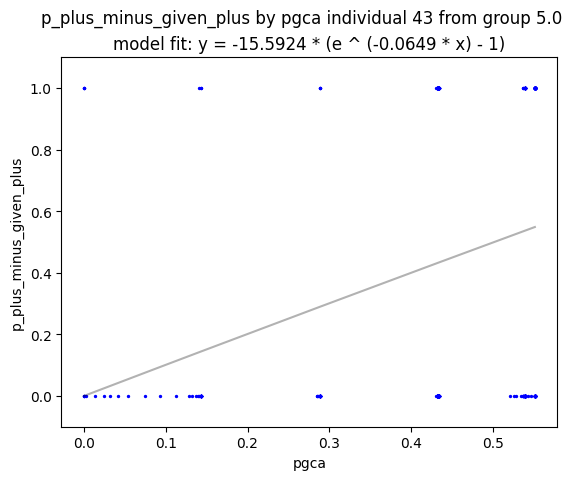 p_plus_minus_given_plus by pgca individual 43 from group 5.0
model fit: y = -15.5924 * (e ^ (-0.0649 * x) - 1)
1.0
0.8
0.6
0.4
0.2
0.0
p_plus_minus_given_plus
0.0 0.1 0.2 0.3 0.4 0.5
pgca